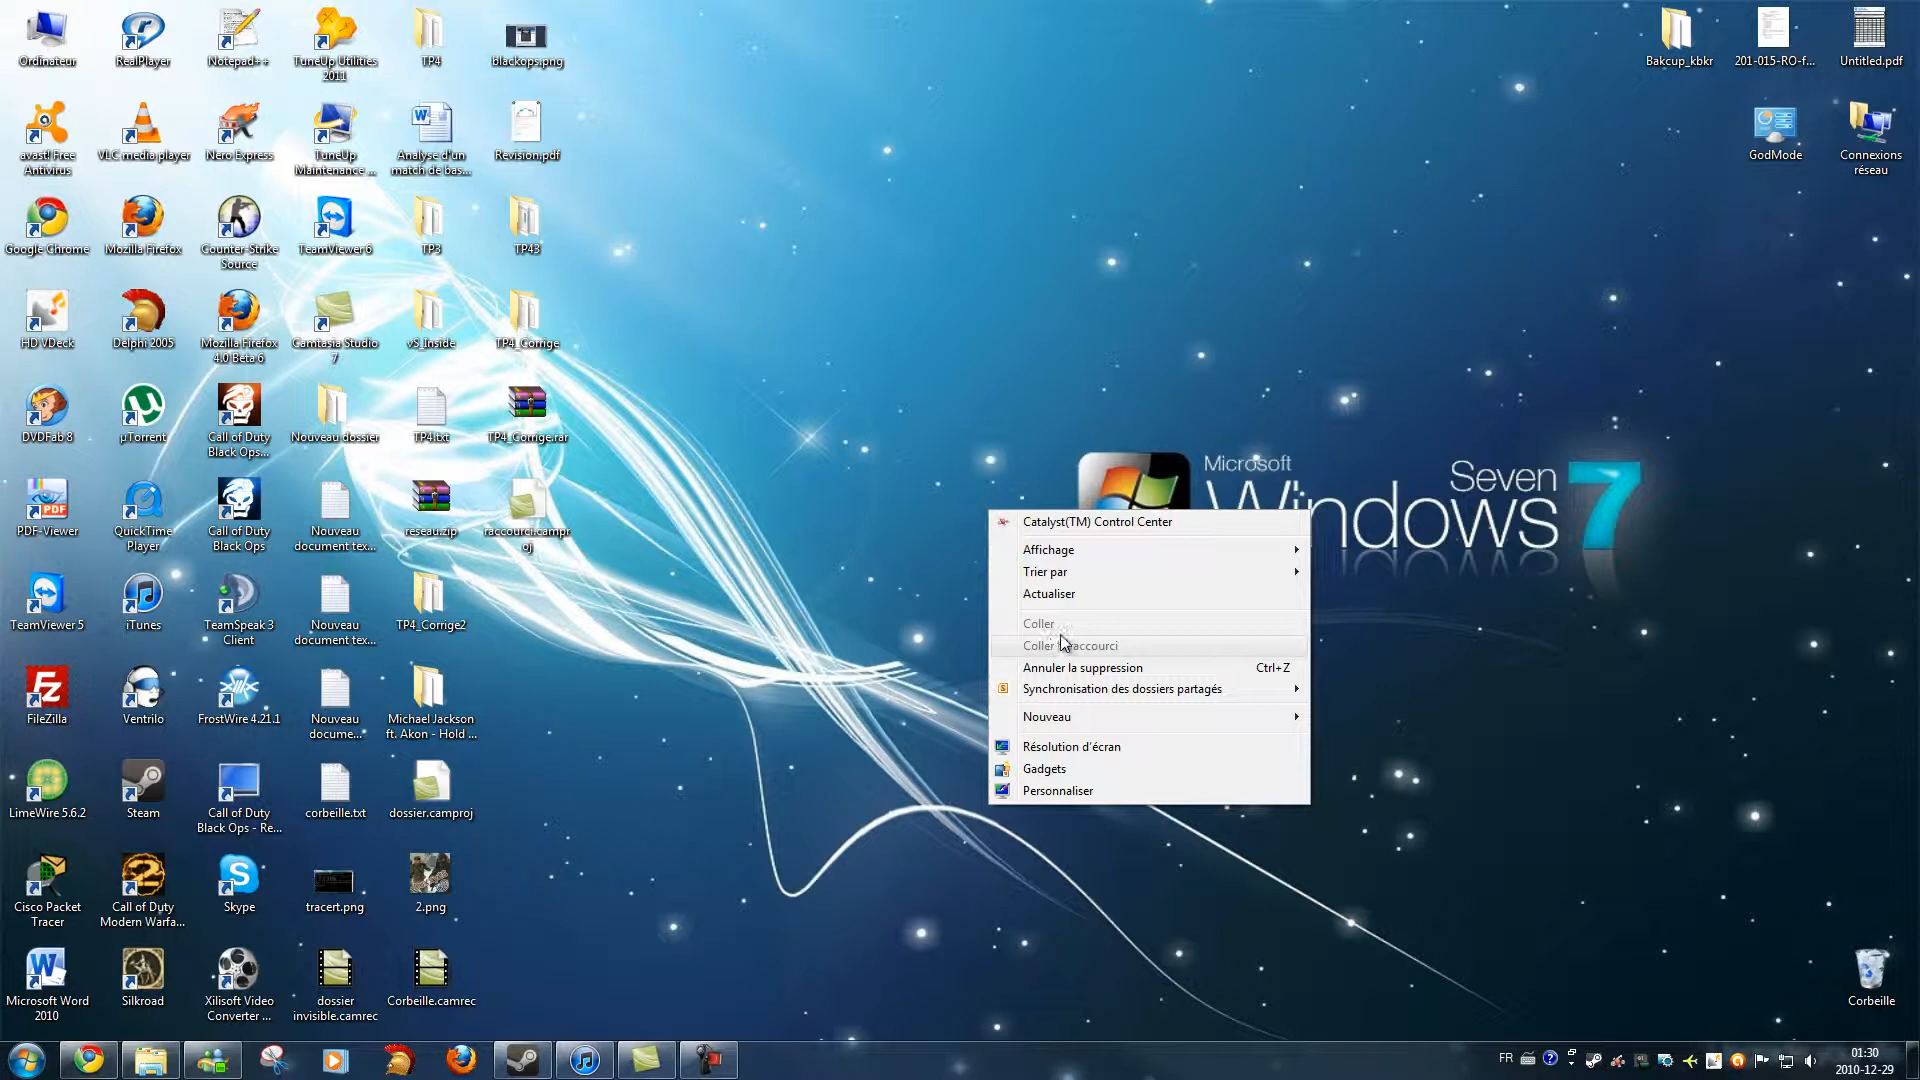 Ordinateur
RealPlayer
Notepad++
TuneUp Utilities
2011
TP4
blackops.png
Bakcup_kbkr
201-015-RO-f...
Untitled.pdf
avast! Free
Antivirus
VLC media player
Nero Express
TuneUp
Maintenance ...
Analyse d'un
match de bas...
Revision.pdf
GodMode
Connexions
réseau
Google Chrome
Mozilla Firefox
Counter-Strike
Source
TeamViewer 6
TP3
TP43
HD VDeck
Delphi 2005
Mozilla Firefox
4.0 Beta 6
Camtasia Studio
7
vS_Inside
TP4_Corrige
DVDFab 8
µTorrent
Call of Duty
Black Ops...
Nouveau dossier
TP4.txt
TP4_Corrige.rar
Microsoft
Windows
Seven
7
PDF-Viewer
QuickTime
Player
Call of Duty
Black Ops
Nouveau
document tex...
reseau.zip
raccourci.campr
oj
TeamViewer 5
iTunes
TeamSpeak 3
Client
Nouveau
document tex...
TP4_Corrige2
FileZilla
Ventrilo
FrostWire 4.21.1
Nouveau
docume...
Michael Jackson
ft. Akon - Hold ...
LimeWire 5.6.2
Steam
Call of Duty
Black Ops - Re...
corbeille.txt
dossier.camproj
Cisco Packet
Tracer
Call of Duty
Modern Warfa...
Skype
tracert.png
2.png
Microsoft Word
2010
Silkroad
Xilisoft Video
Converter ...
dossier
invisible.camrec
Corbeille.camrec
Corbeille
Catalyst(TM) Control Center
Affichage
Trier par
Actualiser
Coller
Coller raccourci
Annuler la suppression Ctrl+Z
Synchronisation des dossiers partagés
Nouveau
Résolution d'écran
Gadgets
Personnaliser
FR
01:30
2010-12-29